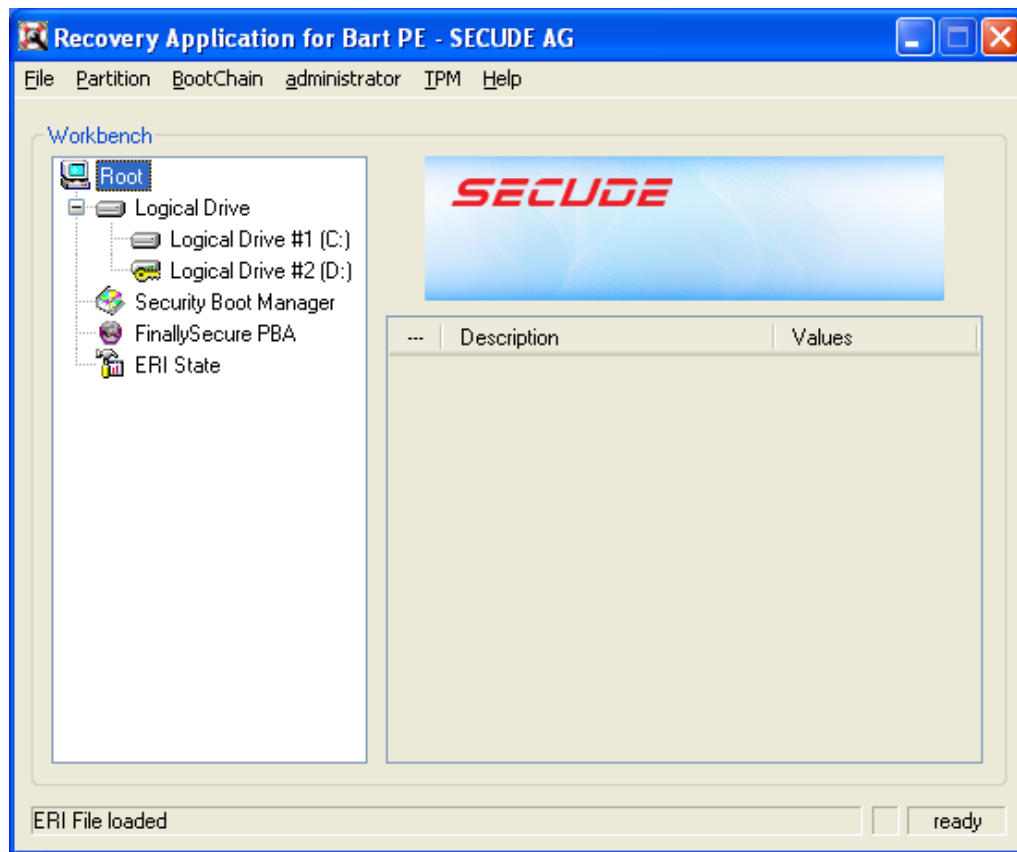 Recovery Application for Bart PE - SECUDE AG
File Partition BootChain administrator TPM Help
Workbench
Root
Logical Drive
Logical Drive #1 (C:)
Logical Drive #2 (D:)
Security Boot Manager
FinallySecure PBA
ERI State
SECUDE
--- Description Values
ERI File loaded ready